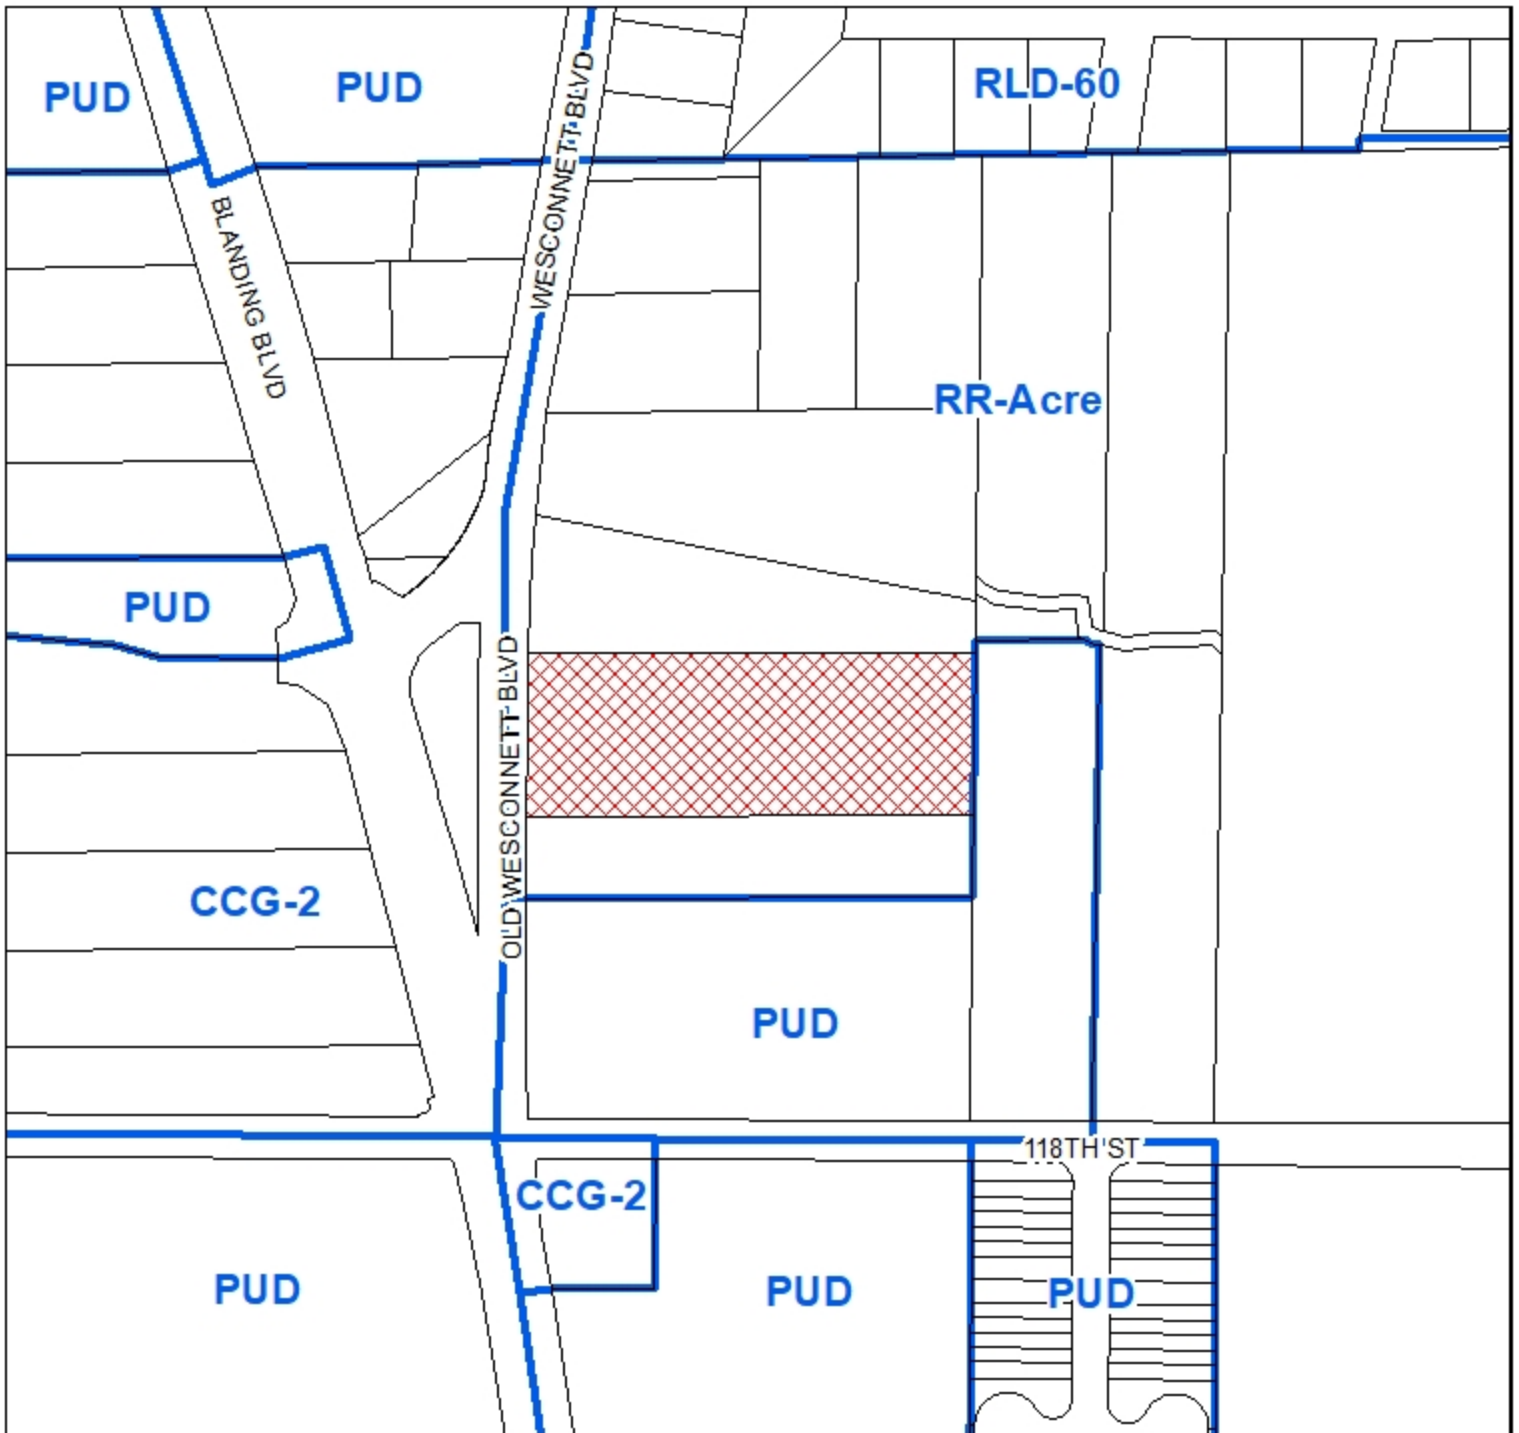 PUD
PUD
RLD-60
WESCONNETT BLVD
BLANDING BLVD
RR-Acre
PUD
OLD WESCONNETT BLVD
CCG-2
PUD
118TH ST
CCG-2
PUD
PUD
PUD